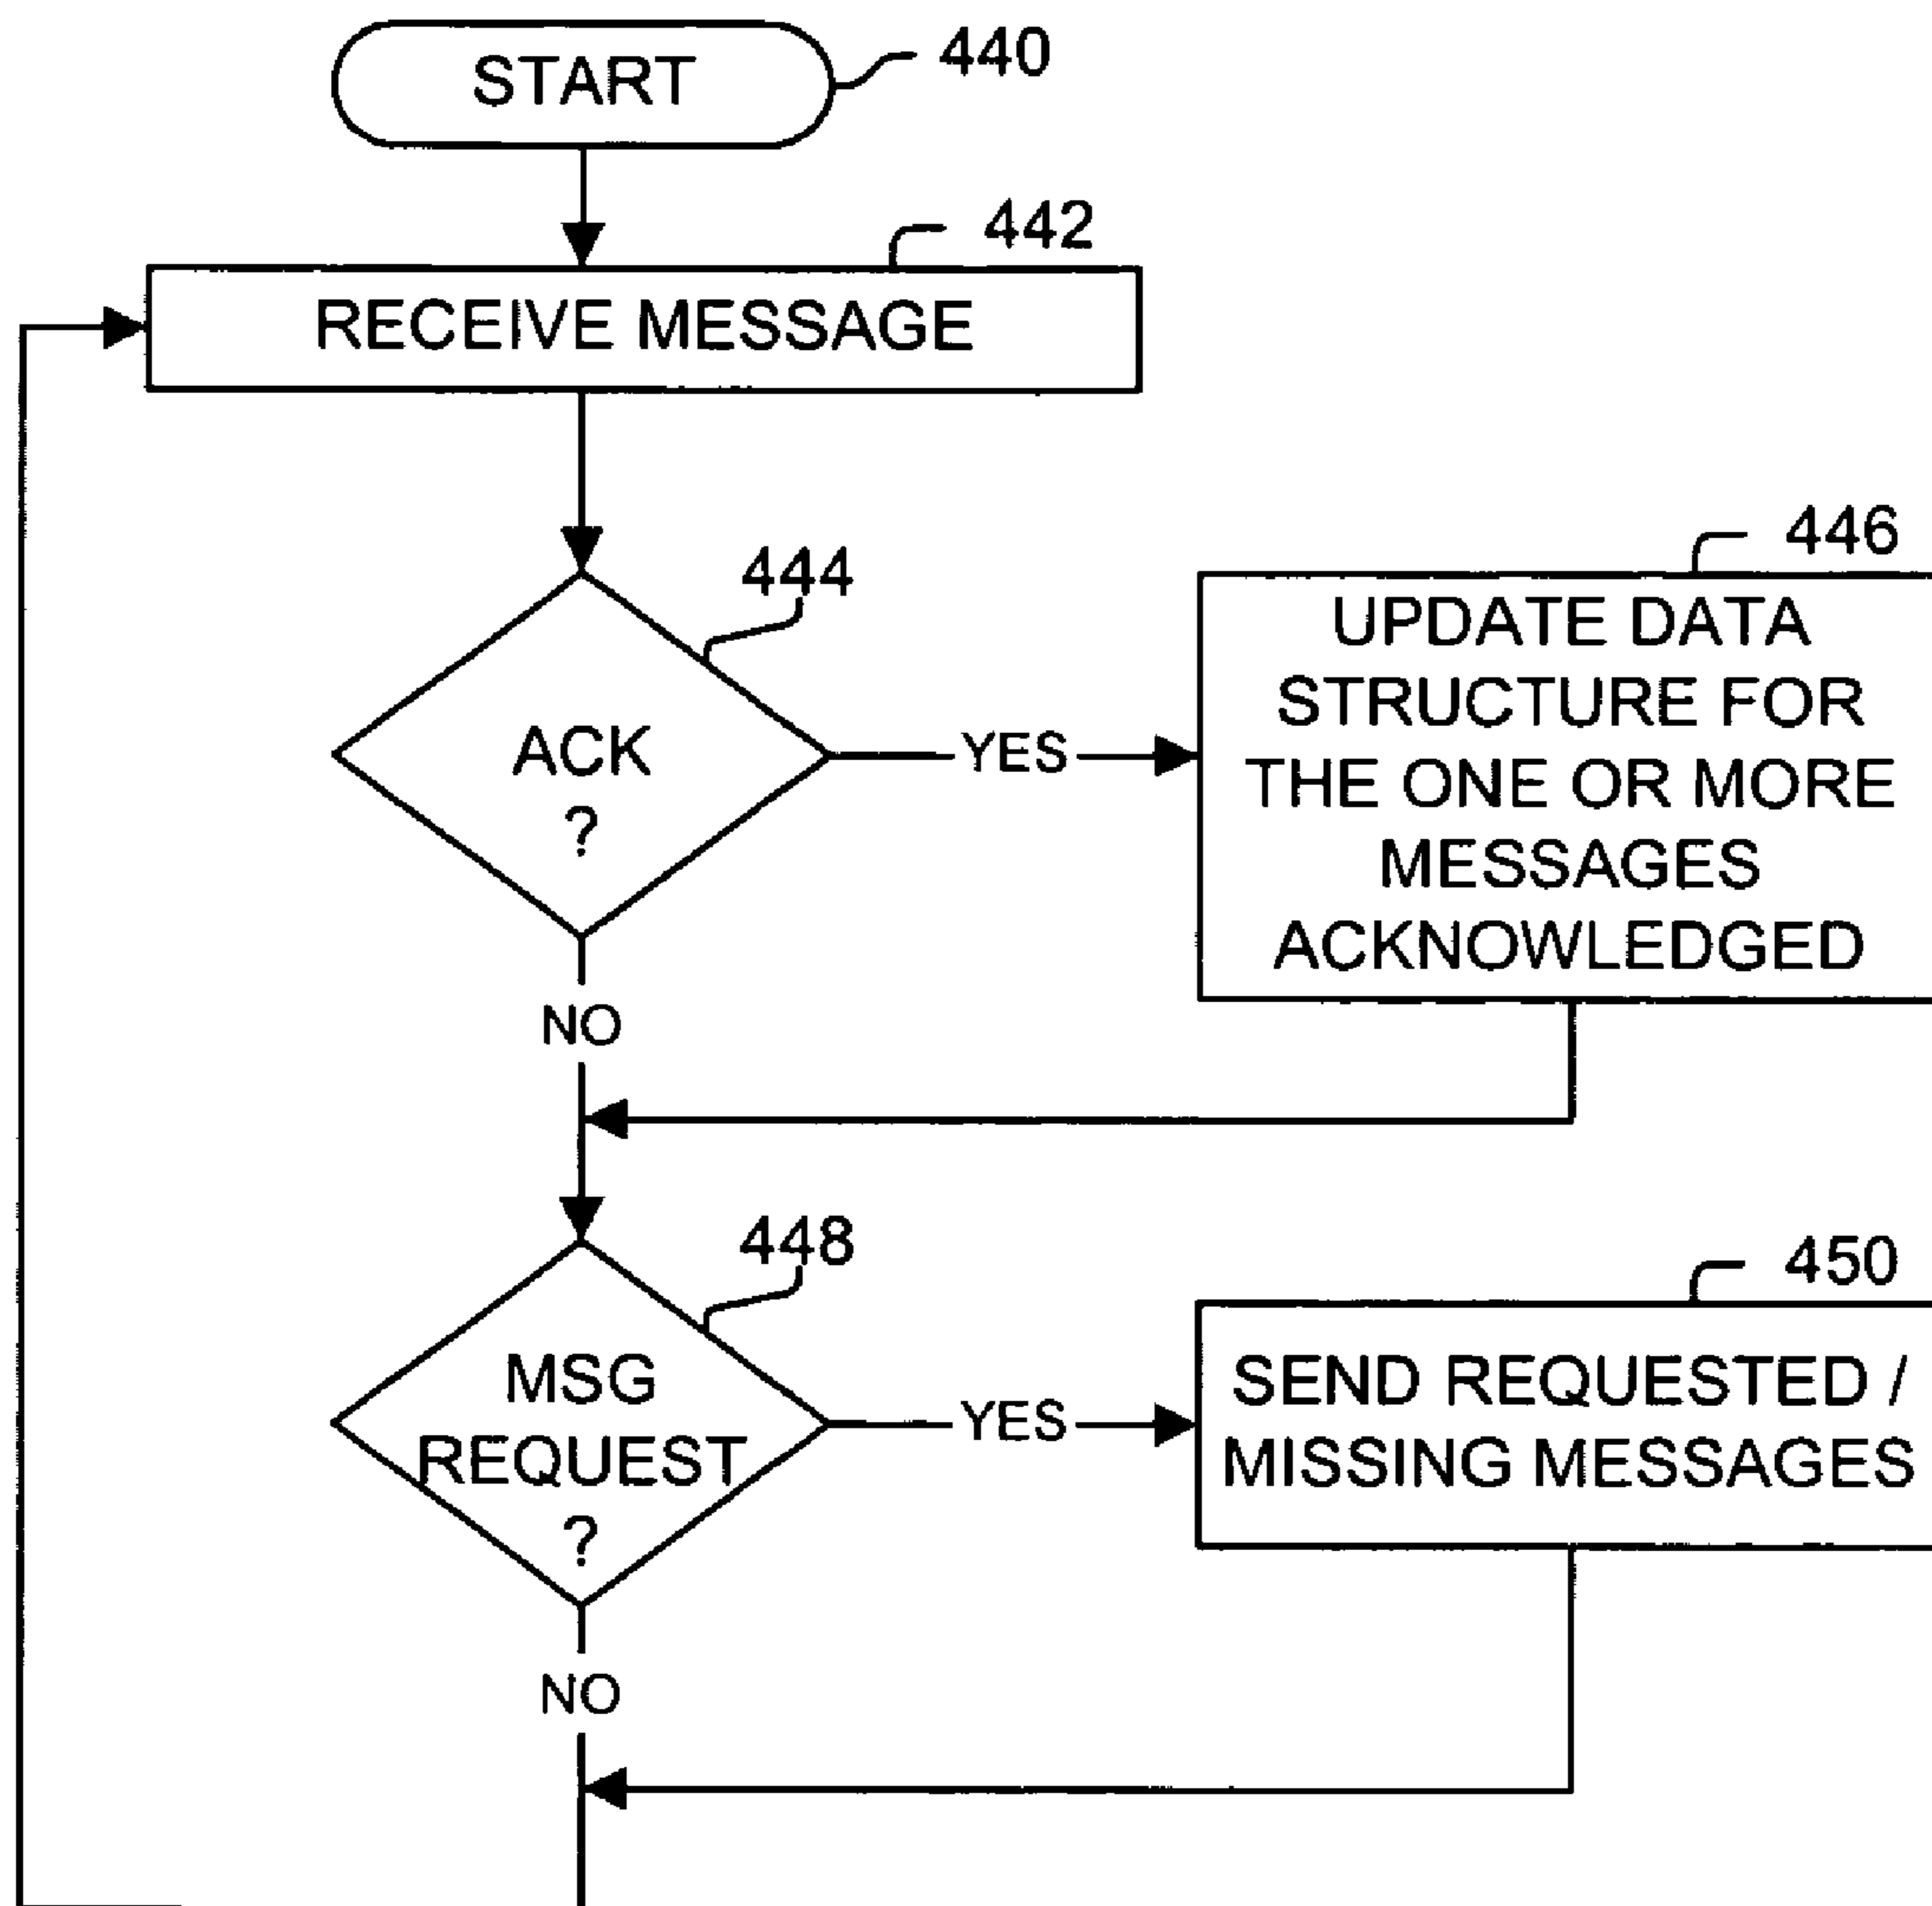 START
440
442
RECEIVE MESSAGE
444
ACK
?
YES
446
UPDATE DATA
STRUCTURE FOR
THE ONE OR MORE
MESSAGES
ACKNOWLEDGED
NO
448
MSG
REQUEST
?
YES
450
SEND REQUESTED /
MISSING MESSAGES
NO